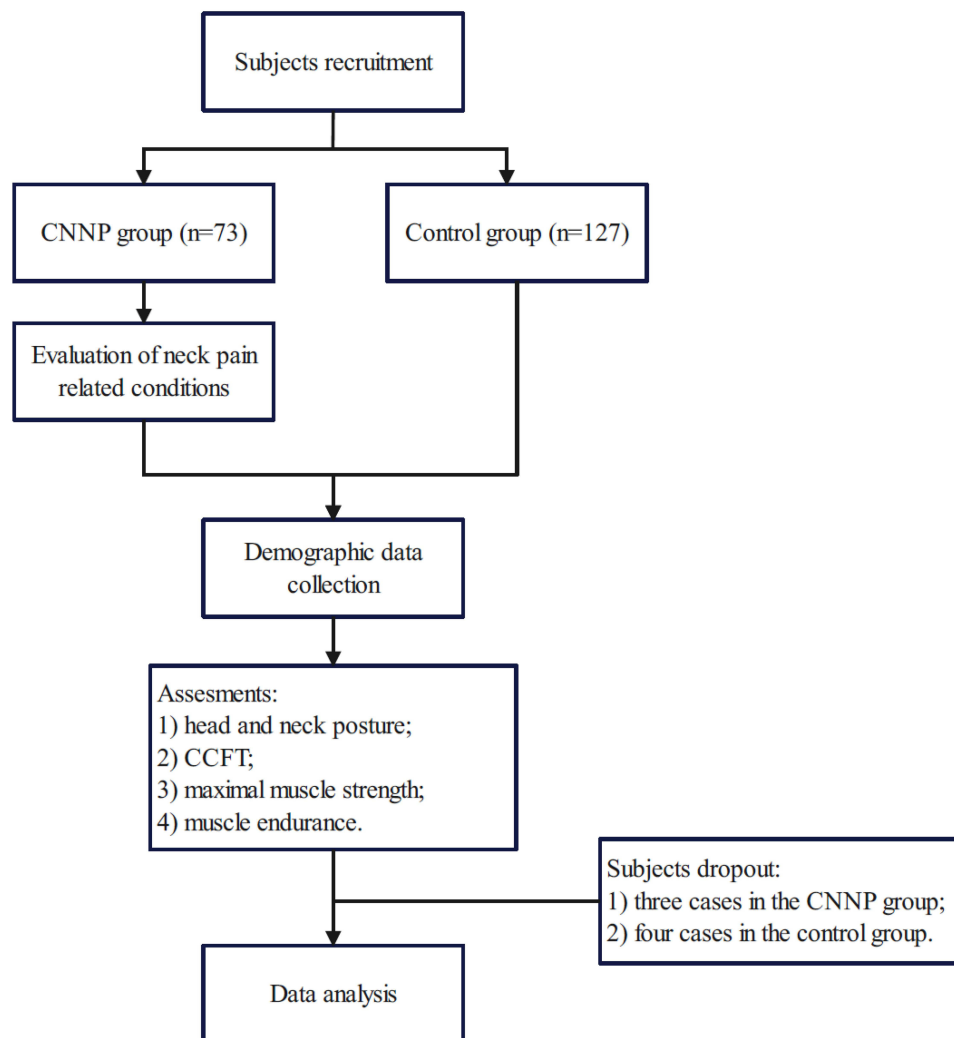 Subjects recruitment
CNNP group (n=73)
Control group (n=127)
Evaluation of neck pain
related conditions
Demographic data
collection
Assesments:
1) head and neck posture;
2) CCFT;
3) maximal muscle strength;
4) muscle endurance.
Subjects dropout:
1) three cases in the CNNP group;
2) four cases in the control group.
Data analysis